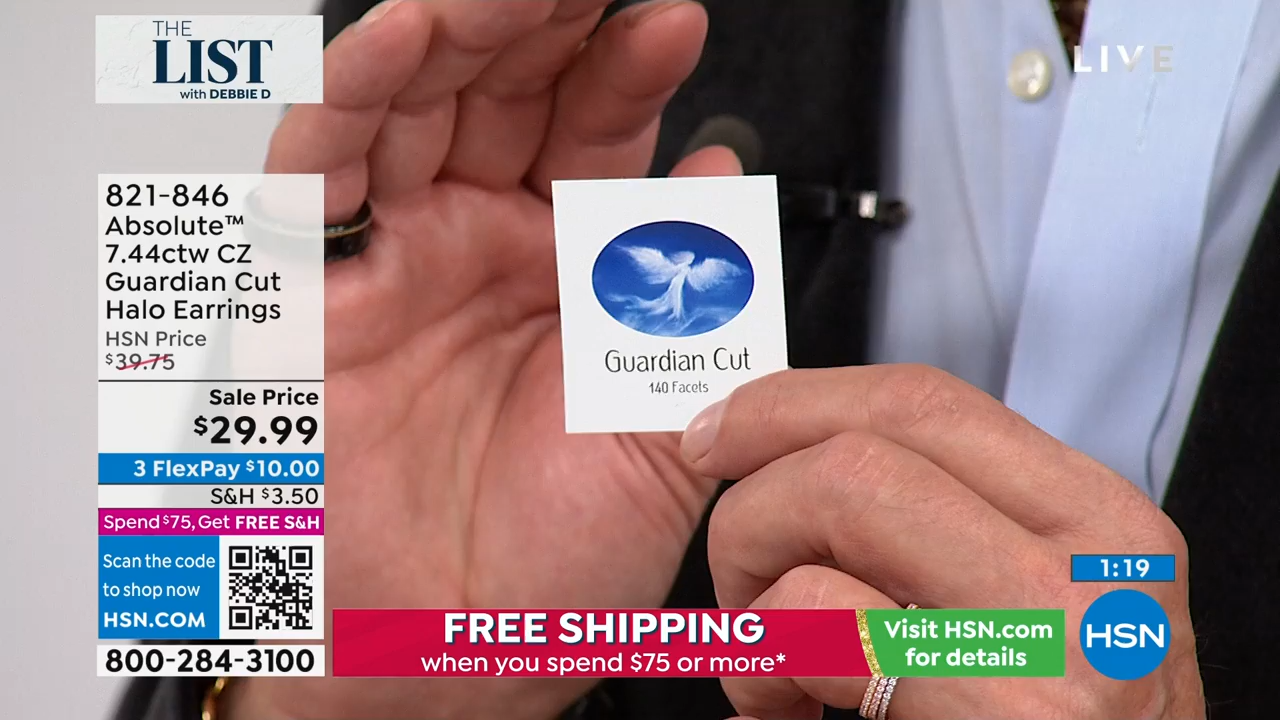 THE
LIST
with DEBBIE D
LIVE
821-846
Absolute™
7.44ctw CZ
Guardian Cut
Halo Earrings
HSN Price
$39.75
Sale Price
$29.99
3 FlexPay $10.00
S&H $3.50
Spend $75, Get FREE S&H
Scan the code
to shop now
HSN.COM
800-284-3100
Guardian Cut
140 Facets
1:19
FREE SHIPPING
when you spend $75 or more*
Visit HSN.com
for details
HSN